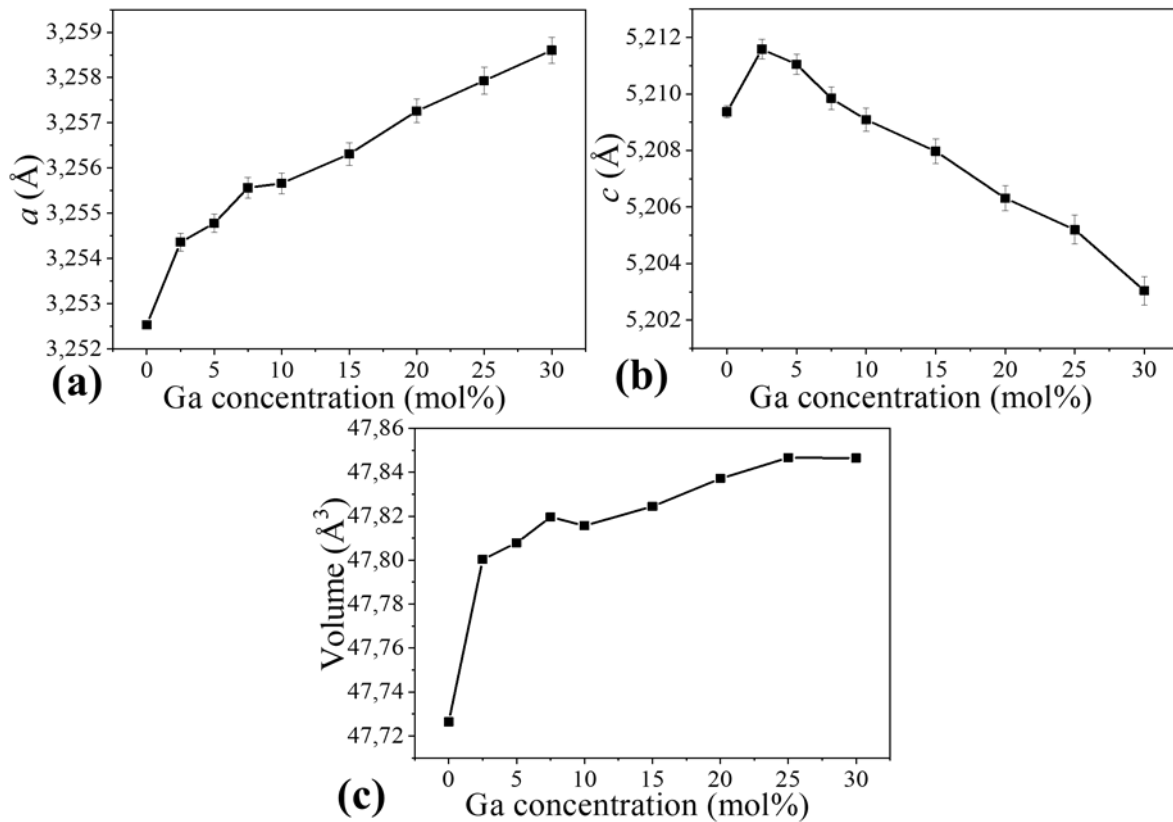 3,259
3,258
3,257
3,256
3,255
3,254
3,253
3,252
a (Å)
0 5 10 15 20 25 30
Ga concentration (mol%)
(a)
5,212
5,210
5,208
5,206
5,204
5,202
c (Å)
0 5 10 15 20 25 30
Ga concentration (mol%)
(b)
47,86
47,84
47,82
47,80
47,78
47,76
47,74
47,72
Volume (Å³)
0 5 10 15 20 25 30
Ga concentration (mol%)
(c)